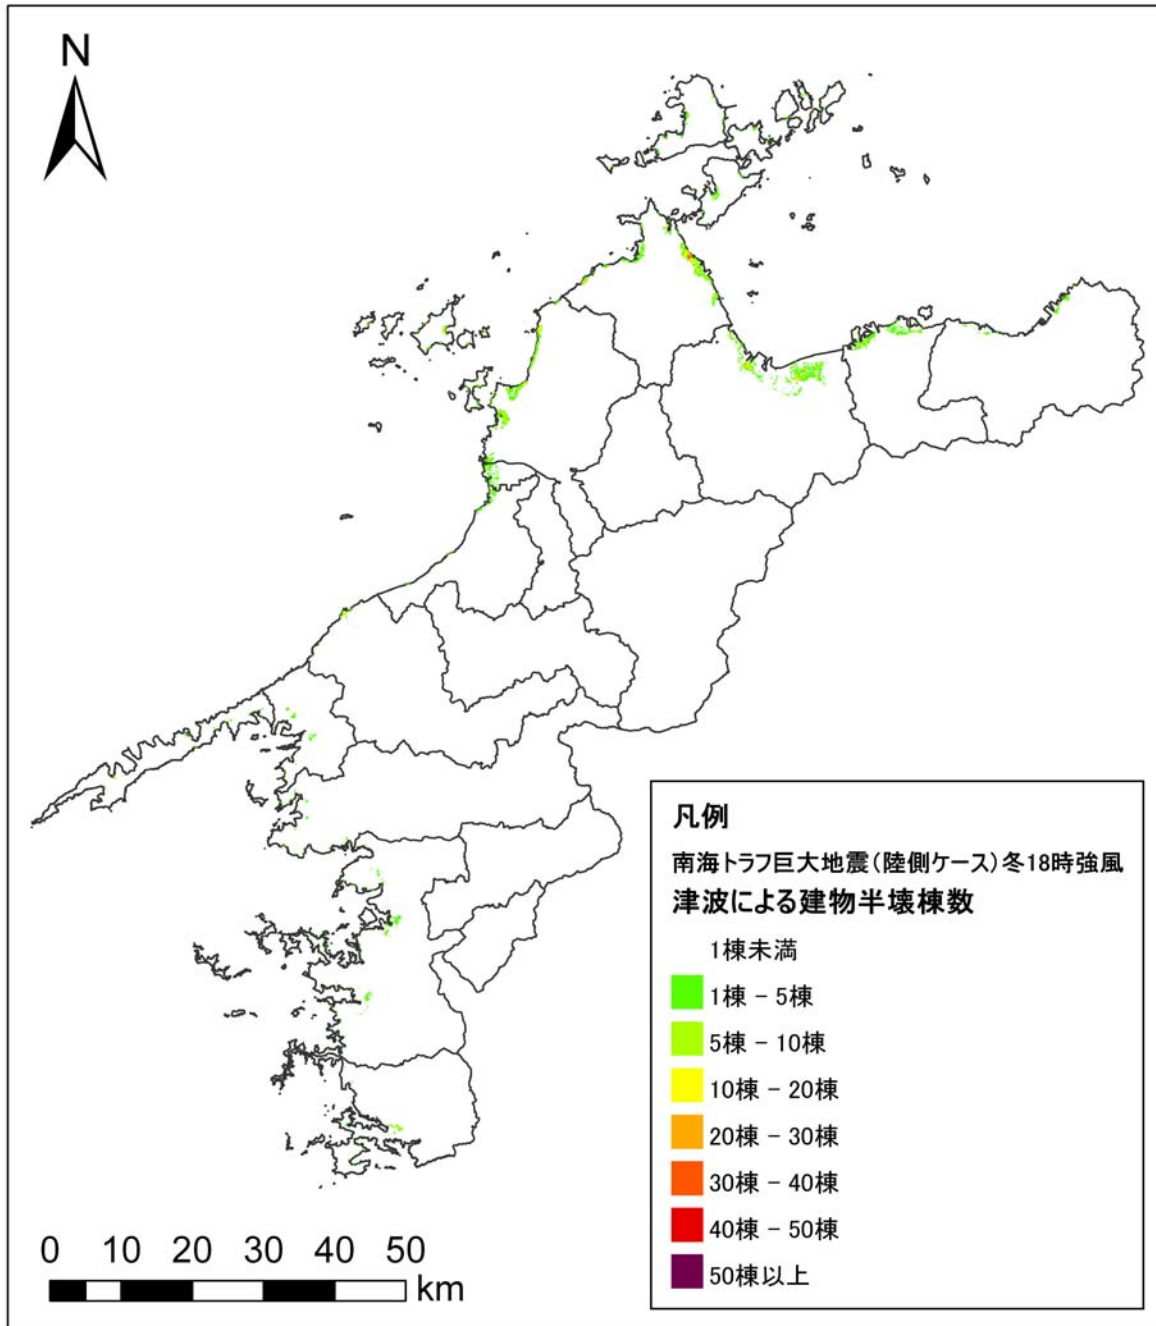 N
凡例
南海トラフ巨大地震(陸側ケース)冬18時強風
津波による建物半壊棟数
1棟未満
1棟 - 5棟
5棟 - 10棟
10棟 - 20棟
20棟 - 30棟
30棟 - 40棟
40棟 - 50棟
50棟以上
0 10 20 30 40 50
km